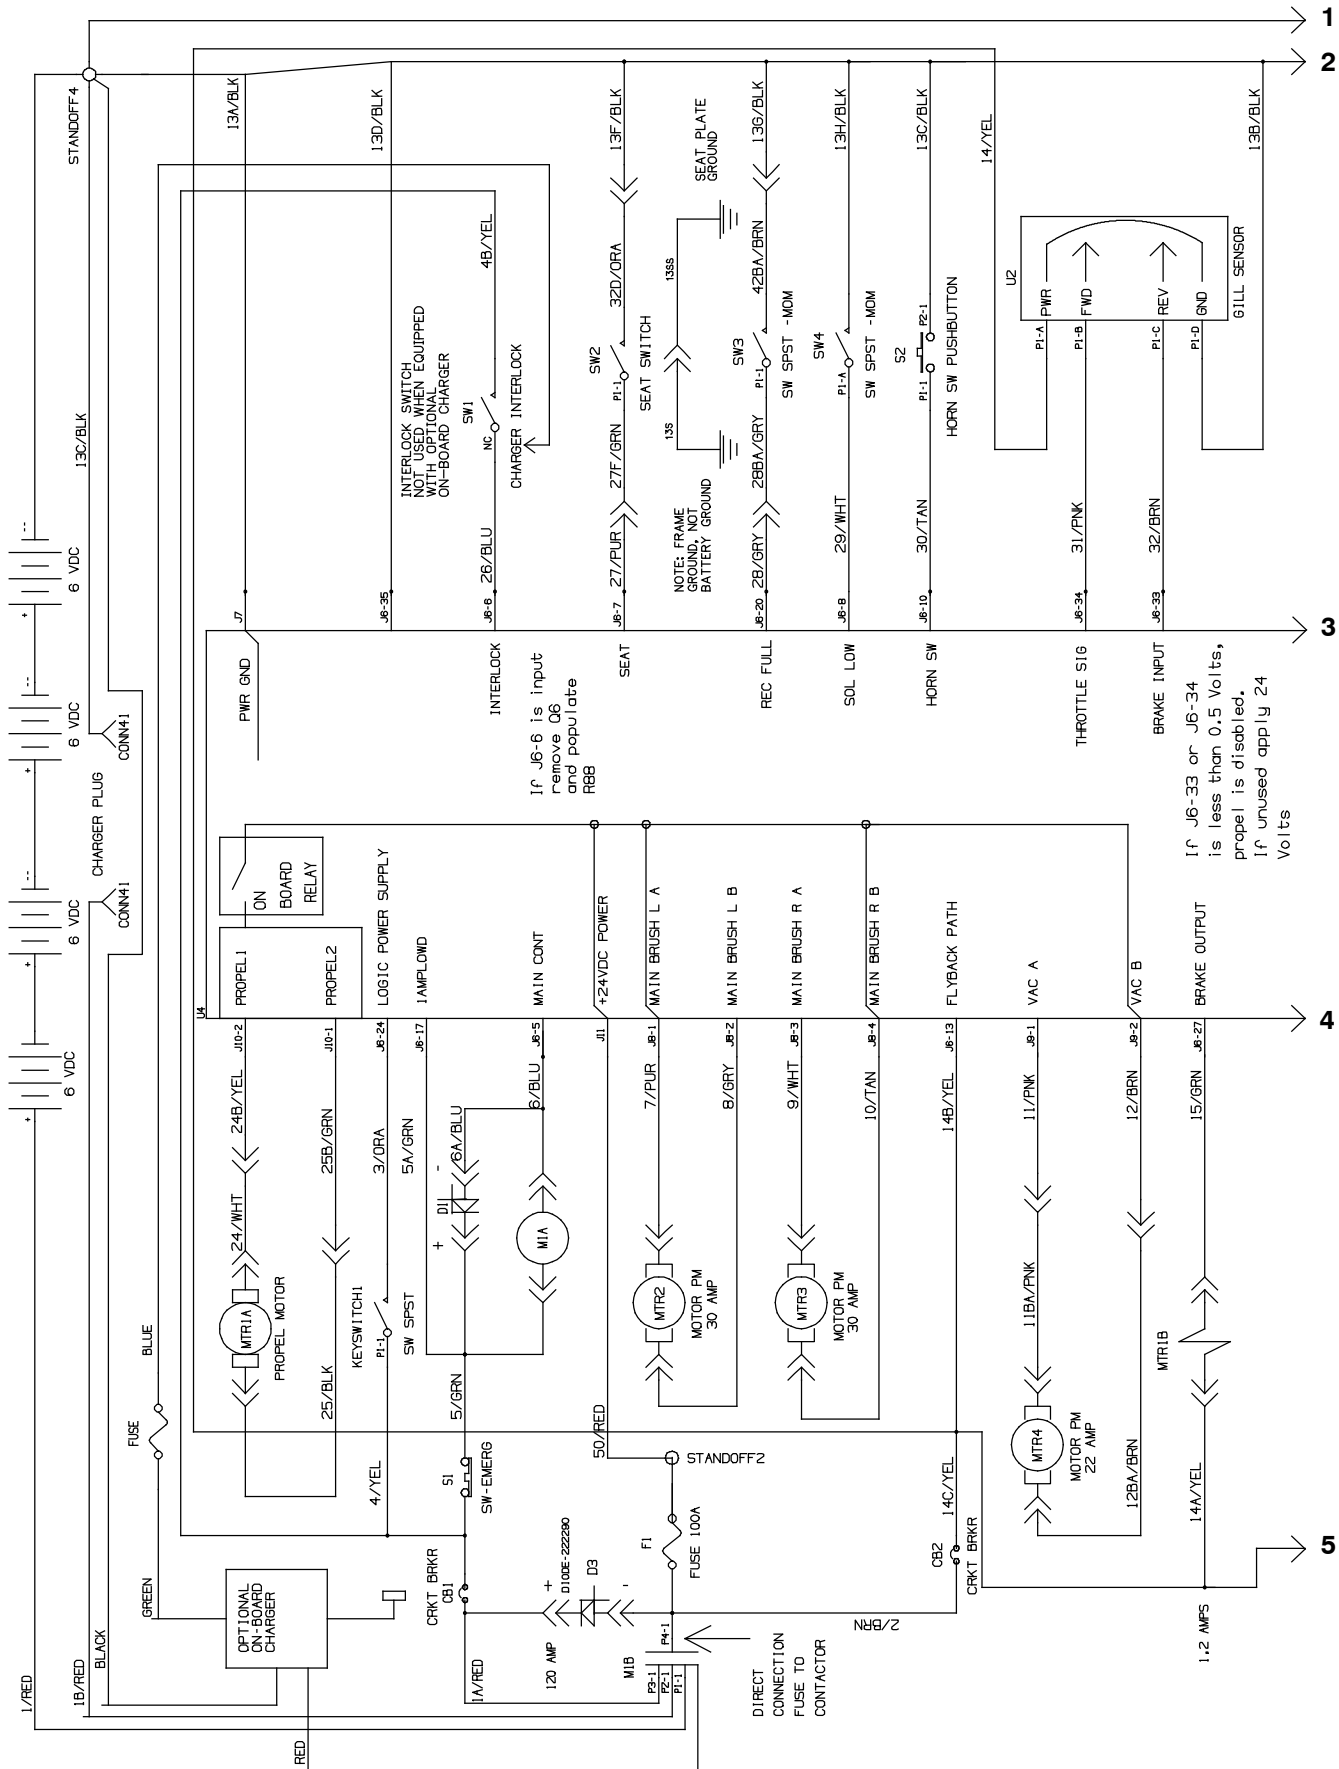 1
2
3
4
5
STANDOFF4
13A/BLK
13D/BLK
13F/BLK
13G/BLK
13H/BLK
13C/BLK
14/YEL
13B/BLK
SEAT PLATE
GROUND
13C/BLK
4B/YEL
32D/ORA
13SS
42BA/BRN
U2
GILL SENSOR
PWR
FWD
REV
GND
P1-A
P1-B
P1-C
P1-D
INTERLOCK SWITCH
NOT USED WHEN EQUIPPED
WITH OPTIONAL
ON-BOARD CHARGER
SW1
NC
CHARGER INTERLOCK
SW2
P1-1
SEAT SWITCH
SW3
P1-1
SW SPST -MOM
SW4
P1-A
SW SPST -MOM
S2
P1-1
P2-1
HORN SW PUSHBUTTON
13S
26/BLU
27/PUR
27F/GRN
NOTE: FRAME
GROUND, NOT
BATTERY GROUND
28/GRY
28BA/GRY
29/WHT
30/TAN
31/PNK
32/BRN
--
6 VDC
+
--
6 VDC
+
--
6 VDC
+
--
6 VDC
+
J7
J6-35
J6-6
J6-7
J6-20
J6-8
J6-10
J6-34
J6-33
PWR GND
INTERLOCK
SEAT
REC FULL
SOL LOW
HORN SW
THROTTLE SIG
BRAKE INPUT
If J6-6 is input
remove Q6
and populate
R88
If J6-33 or J6-34
is less than 0.5 Volts,
propel is disabled.
If unused apply 24
Volts
CONN41
CHARGER PLUG
CONN41
ON
BOARD
RELAY
PROPEL1
PROPEL2
LOGIC POWER SUPPLY
1AMPLOWD
MAIN CONT
+24VDC POWER
MAIN BRUSH L A
MAIN BRUSH L B
MAIN BRUSH R A
MAIN BRUSH R B
FLYBACK PATH
VAC A
VAC B
BRAKE OUTPUT
U4
J10-2
J10-1
J6-24
J6-17
J6-5
J11
J8-1
J8-2
J8-3
J8-4
J6-13
J9-1
J9-2
J6-27
24B/YEL
25B/GRN
3/ORA
5A/GRN
6A/BLU
6/BLU
7/PUR
8/GRY
9/WHT
10/TAN
14B/YEL
11/PNK
12/BRN
15/GRN
24/WHT
D1
-
+
M1A
MTR1A
PROPEL MOTOR
KEYSWITCH1
P1-1
SW SPST
MTR2
MOTOR PM
30 AMP
MTR3
MOTOR PM
30 AMP
11BA/PNK
MTR1B
BLUE
FUSE
25/BLK
5/GRN
4/YEL
S1
SW-EMERG
50/RED
STANDOFF2
14C/YEL
MTR4
MOTOR PM
22 AMP
12BA/BRN
14A/YEL
GREEN
BLACK
OPTIONAL
ON-BOARD
CHARGER
CRKT BRKR
CB1
+
DIODE-222290
D3
-
120 AMP
F1
FUSE 100A
CB2
CRKT BRKR
2/BRN
1.2 AMPS
1/RED
1B/RED
RED
1A/RED
M1B
P3-1
P2-1
P1-1
P4-1
DIRECT
CONNECTION
FUSE TO
CONTACTOR